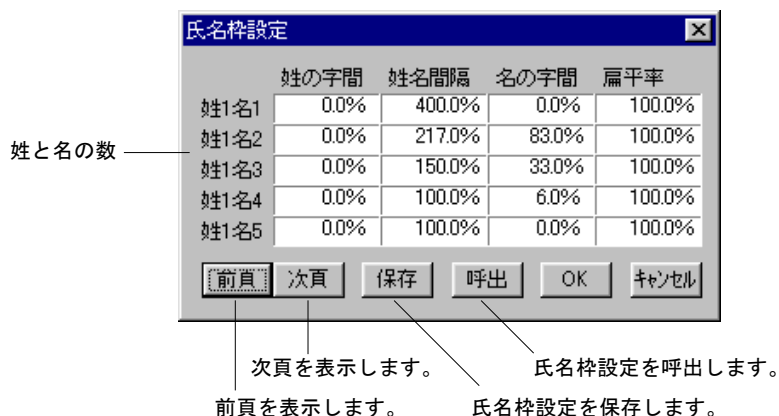 氏名枠設定
姓の字間 姓名間隔 名の字間 扁平率
姓1名1 0.0% 400.0% 0.0% 100.0%
姓1名2 0.0% 217.0% 83.0% 100.0%
姓1名3 0.0% 150.0% 33.0% 100.0%
姓1名4 0.0% 100.0% 6.0% 100.0%
姓1名5 0.0% 100.0% 0.0% 100.0%
姓と名の数
前頁 次頁 保存 呼出 OK キャンセル
次頁を表示します。 氏名枠設定を呼出します。
前頁を表示します。 氏名枠設定を保存します。